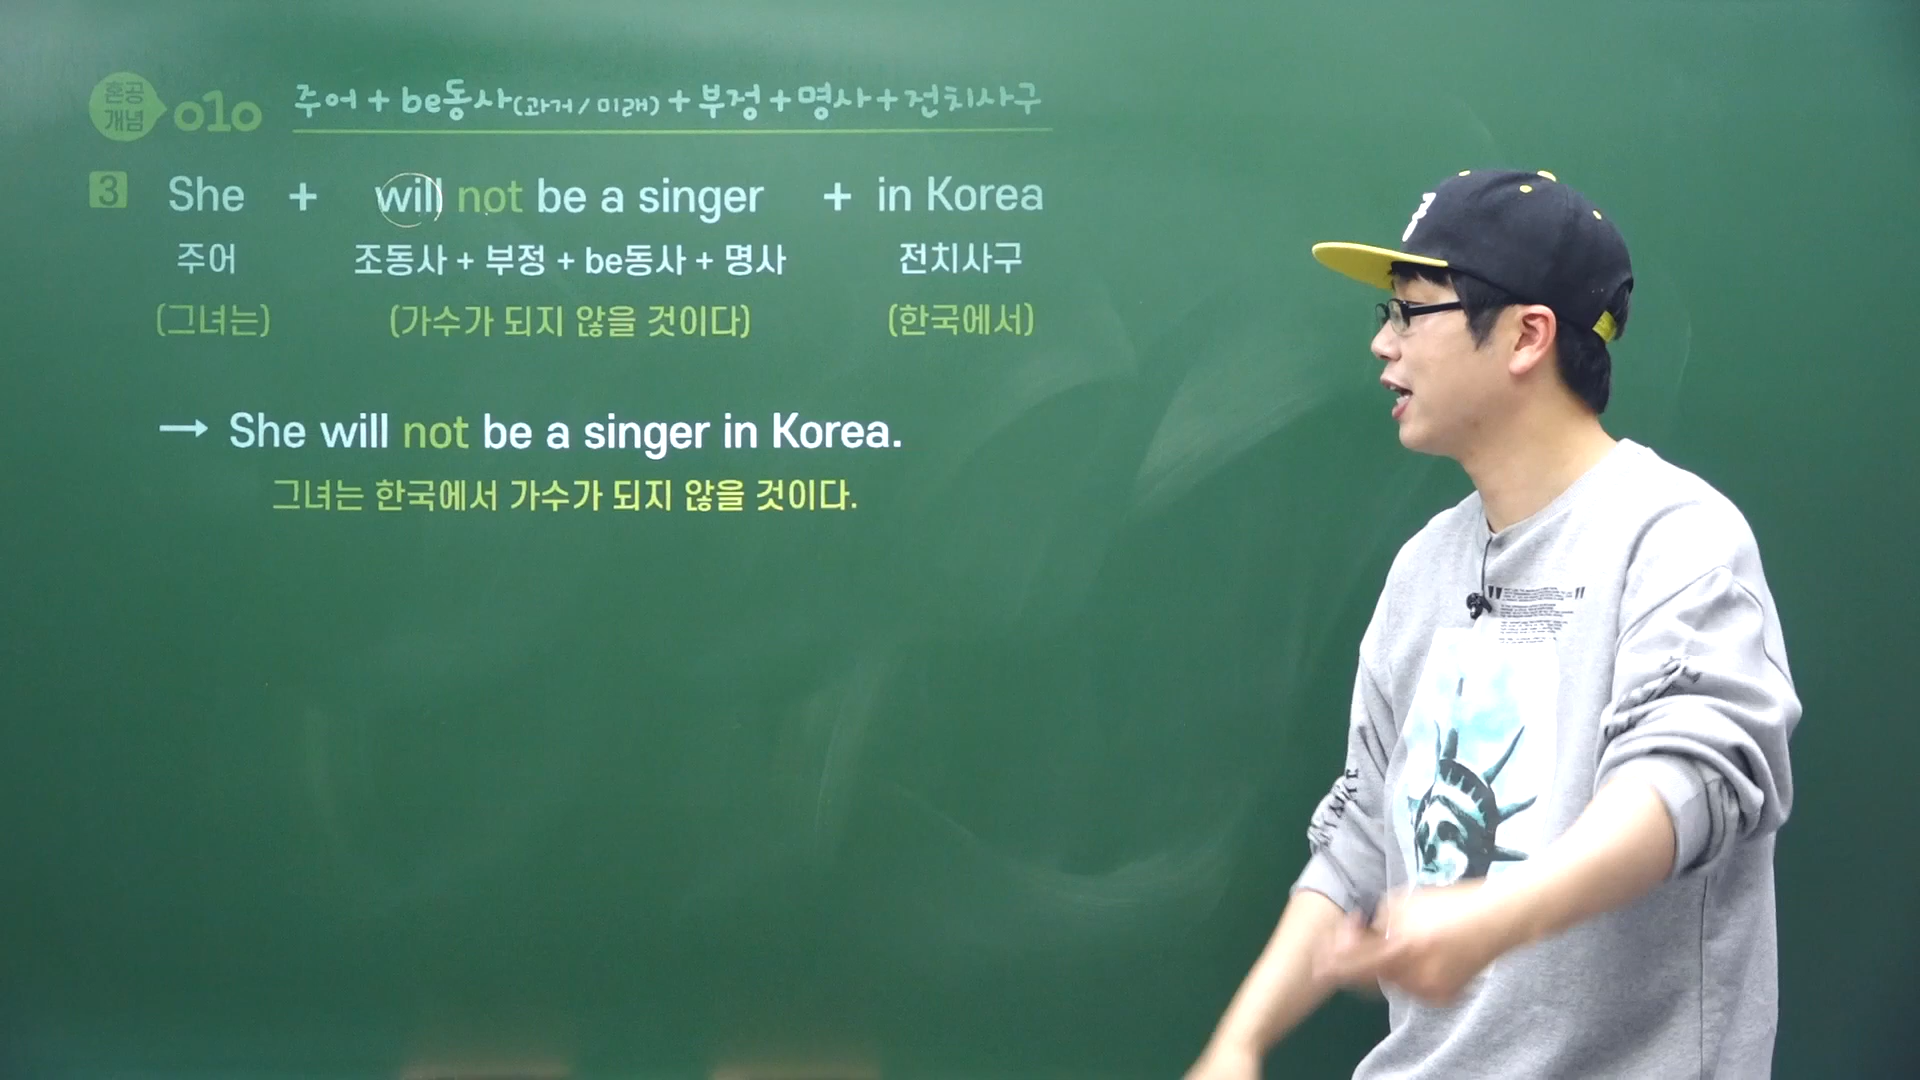 혼공
개념 010 주어 + be동사(과거/미래) + 부정 + 명사 + 전치사구
3 She + will not be a singer + in Korea
주어 조동사 + 부정 + be동사 + 명사 전치사구
(그녀는) (가수가 되지 않을 것이다) (한국에서)
→ She will not be a singer in Korea.
그녀는 한국에서 가수가 되지 않을 것이다.